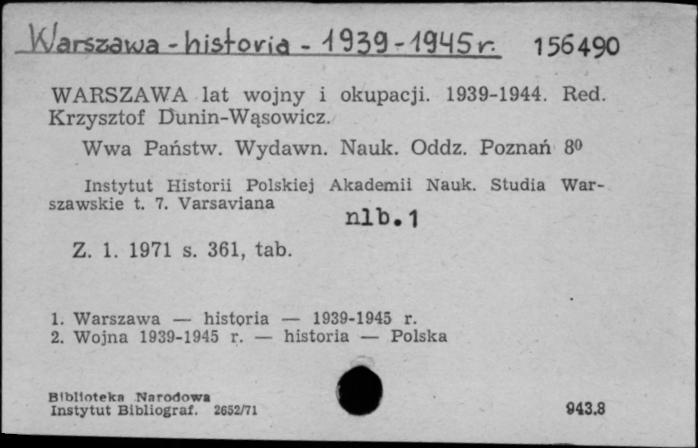 Warszawa - historia - 1939-1945 r. 156490
WARSZAWA lat wojny i okupacji. 1939-1944. Red.
Krzysztof Dunin-Wąsowicz.
Wwa Państw. Wydawn. Nauk. Oddz. Poznań 8⁰
Instytut Historii Polskiej Akademii Nauk. Studia War-
szawskie t. 7. Varsaviana
nlb. 1
Z. 1. 1971 s. 361, tab.
1. Warszawa — historia — 1939-1945 r.
2. Wojna 1939-1945 r. — historia — Polska
Biblioteka Narodowa
Instytut Bibliograf. 2652/71 943.8